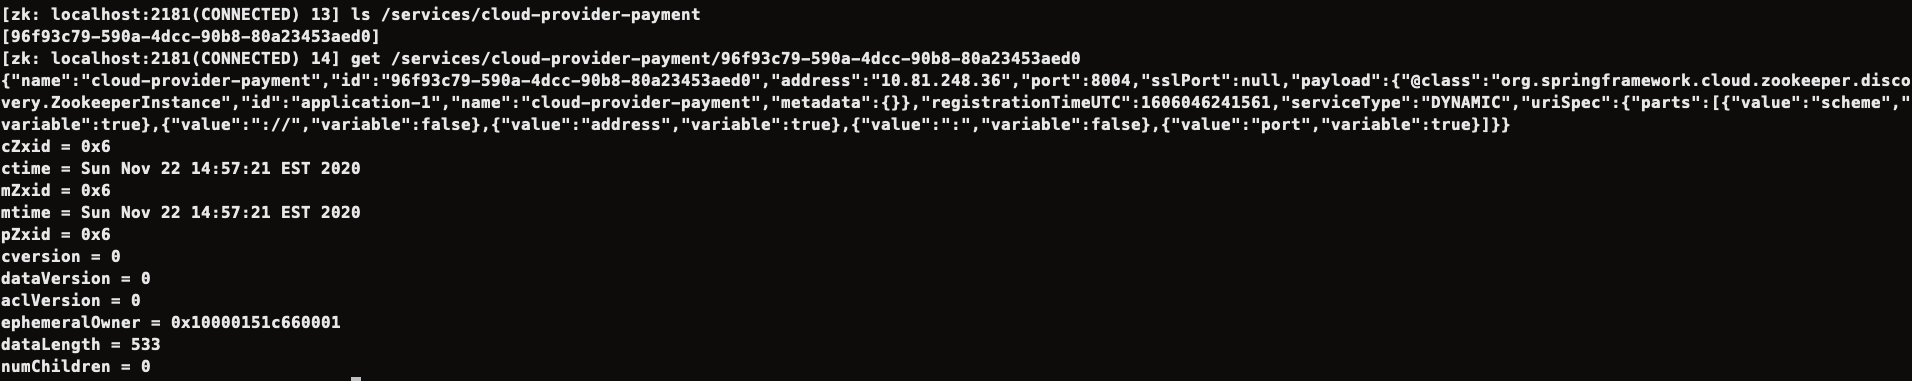 [zk: localhost:2181(CONNECTED) 13] ls /services/cloud-provider-payment
[96f93c79-590a-4dcc-90b8-80a23453aed0]
[zk: localhost:2181(CONNECTED) 14] get /services/cloud-provider-payment/96f93c79-590a-4dcc-90b8-80a23453aed0
{"name":"cloud-provider-payment","id":"96f93c79-590a-4dcc-90b8-80a23453aed0","address":"10.81.248.36","port":8004,"sslPort":null,"payload":{"@class":"org.springframework.cloud.zookeeper.disco
very.ZookeeperInstance","id":"application-1","name":"cloud-provider-payment","metadata":{}},"registrationTimeUTC":1606046241561,"serviceType":"DYNAMIC","uriSpec":{"parts":[{"value":"scheme","
variable":true},{"value":"://","variable":false},{"value":"address","variable":true},{"value":":","variable":false},{"value":"port","variable":true}]}}
cZxid = 0x6
ctime = Sun Nov 22 14:57:21 EST 2020
mZxid = 0x6
mtime = Sun Nov 22 14:57:21 EST 2020
pZxid = 0x6
cversion = 0
dataVersion = 0
aclVersion = 0
ephemeralOwner = 0x10000151c660001
dataLength = 533
numChildren = 0